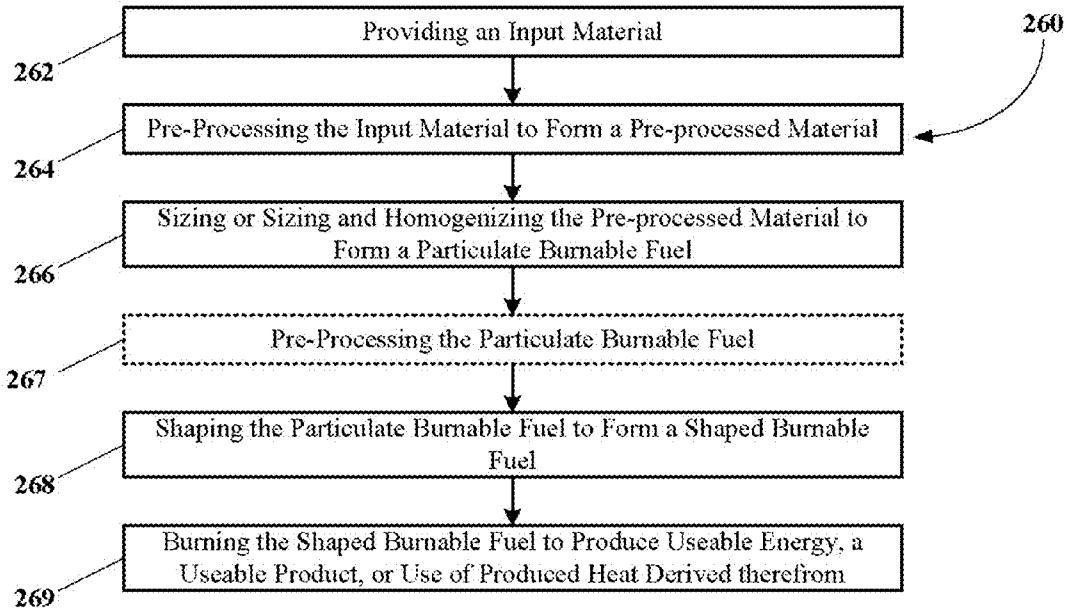 Providing an Input Material
260
262
Pre-Processing the Input Material to Form a Pre-processed Material
264
Sizing or Sizing and Homogenizing the Pre-processed Material to
Form a Particulate Burnable Fuel
266
Pre-Processing the Particulate Burnable Fuel
267
Shaping the Particulate Burnable Fuel to Form a Shaped Burnable
Fuel
268
Burning the Shaped Burnable Fuel to Produce Useable Energy, a
Useable Product, or Use of Produced Heat Derived therefrom
269